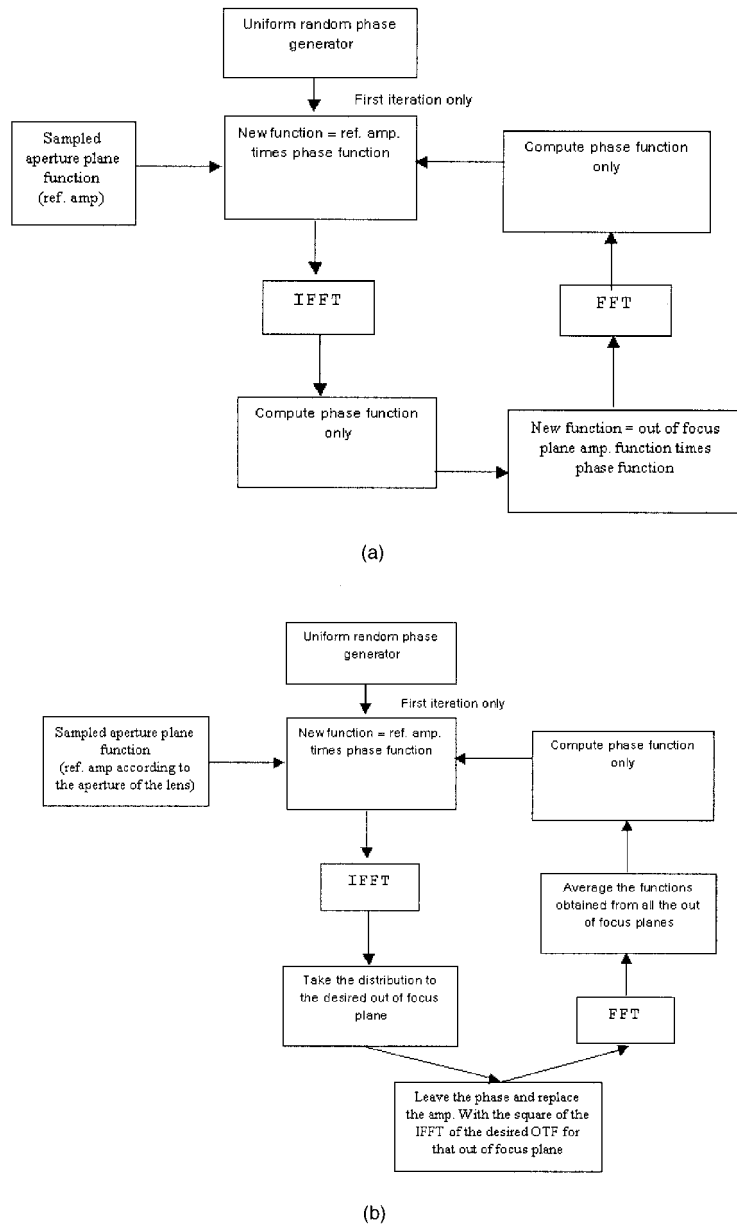 Uniform random phase
generator
First iteration only
Sampled
aperture plane
function
(ref. amp)
New function = ref. amp.
times phase function
Compute phase function
only
IFFT
FFT
Compute phase function
only
New function = out of focus
plane amp. function times
phase function
(a)
Uniform random phase
generator
First iteration only
Sampled aperture plane
function
(ref. amp according to
the aperture of the lens)
New function = ref. amp.
times phase function
Compute phase function
only
IFFT
Average the functions
obtained from all the out
of focus planes
Take the distribution to
the desired out of focus
plane
FFT
Leave the phase and replace
the amp. With the square of the
IFFT of the desired OTF for
that out of focus plane
(b)